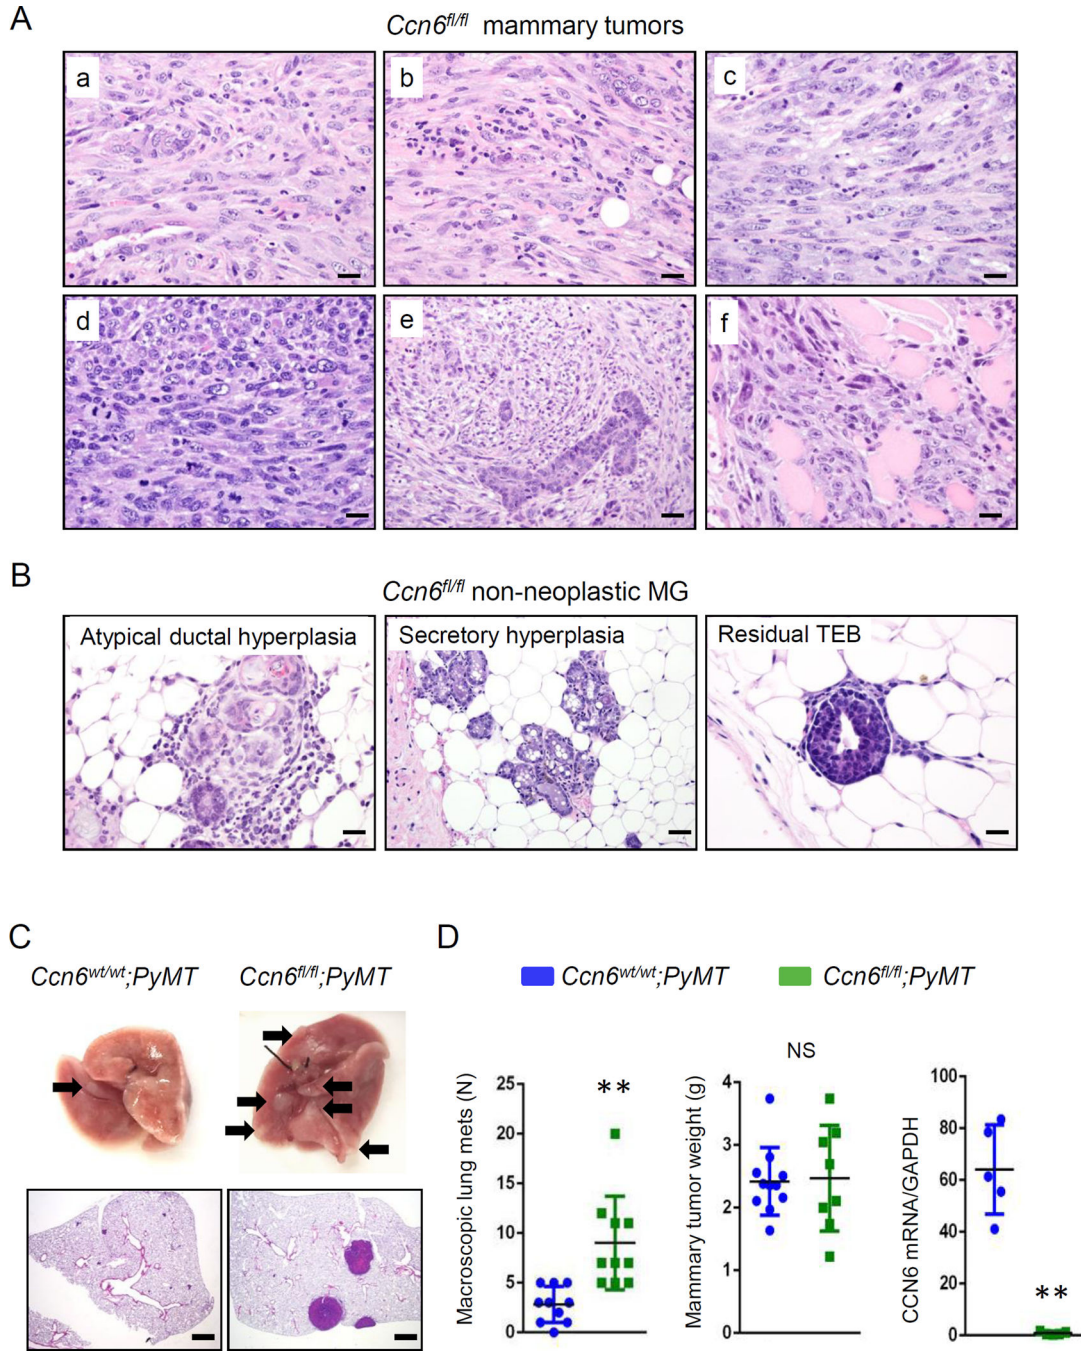 A
Ccn6fl/fl mammary tumors
a
b
c
d
e
f
B
Ccn6fl/fl non-neoplastic MG
Atypical ductal hyperplasia
Secretory hyperplasia
Residual TEB
C
Ccn6wt/wt;PyMT
Ccn6fl/fl;PyMT
D
Ccn6wt/wt;PyMT
Ccn6fl/fl;PyMT
Macroscopic lung mets (N)
25
20
15
10
5
0
**
NS
Mammary tumor weight (g)
4
3
2
1
0
CCN6 mRNA/GAPDH
100
80
60
40
20
0
**